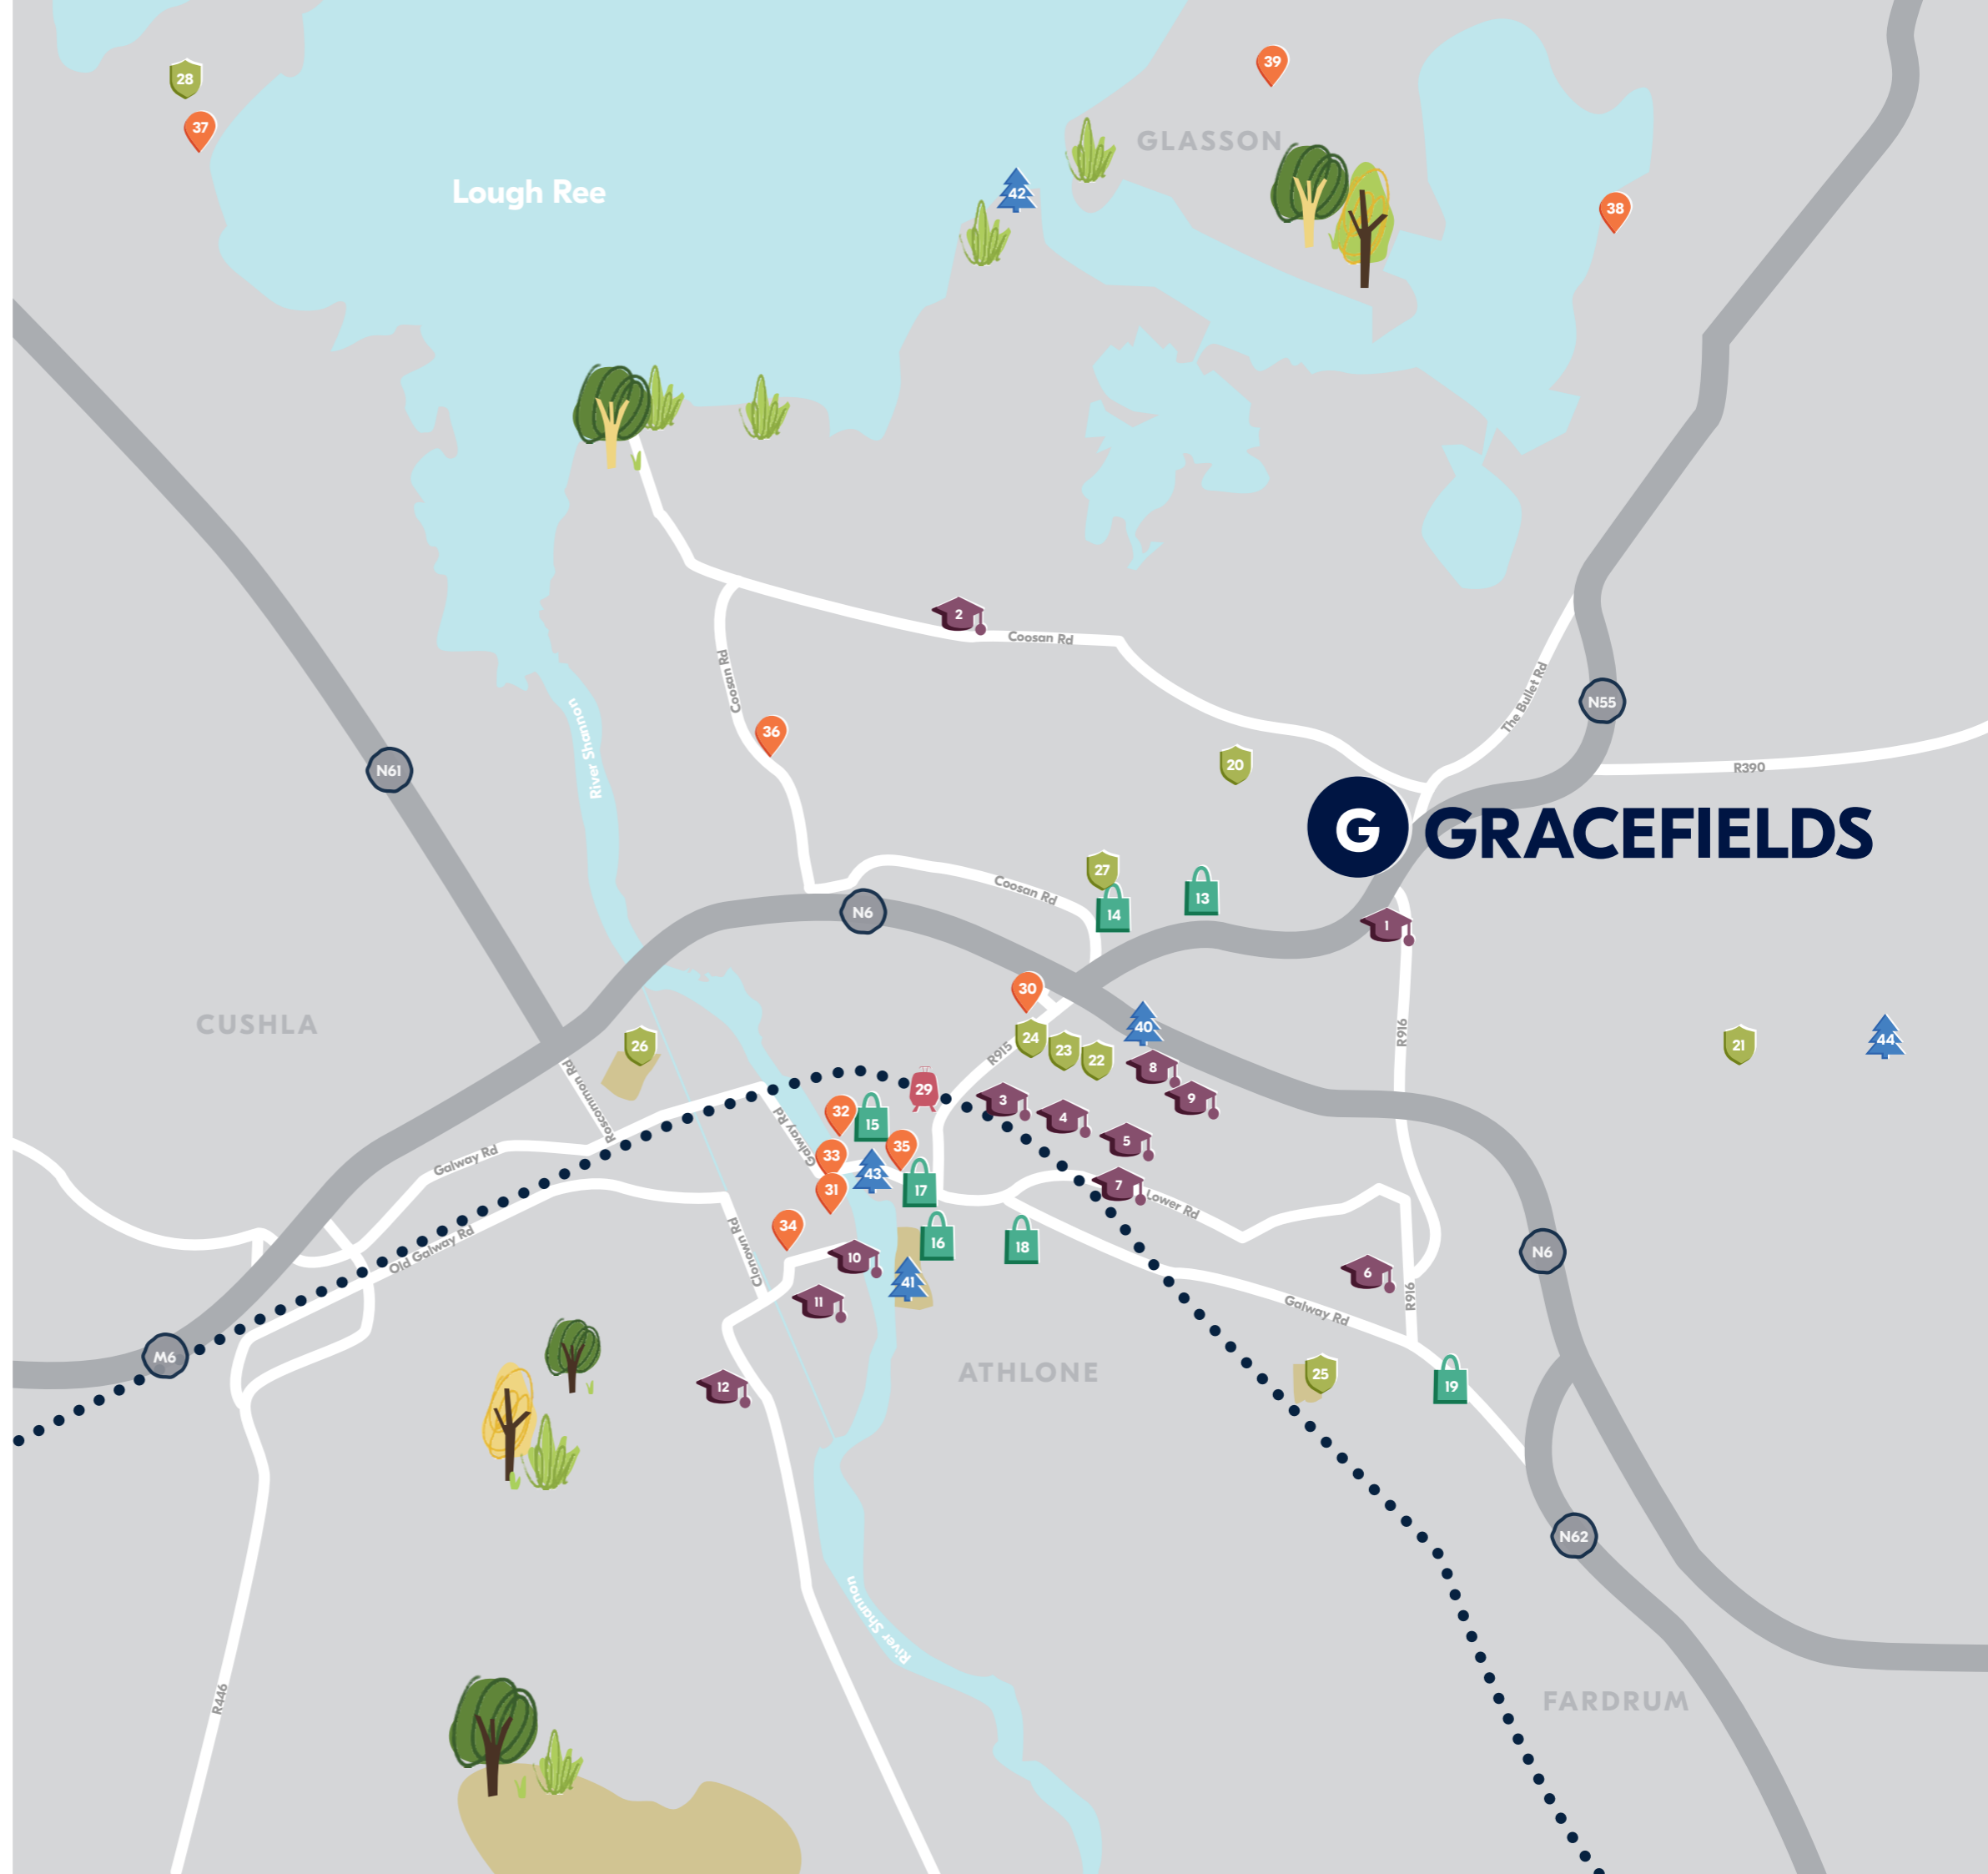 39
28
37
GLASSON
Lough Ree
42
38
2
Coosan Rd
Coosan Rd
The Bullet Rd
N55
River Shannon
36
20
R390
N61
G GRACEFIELDS
27
13
14
Coosan Rd
N6
1
30
CUSHLA
40
R916
24
23
22
21
44
26
R915
8
29
9
Roscommon Rd
3
32
15
4
Galway Rd
5
35
33
43
Galway Rd
7
17
31
Lower Rd
34
16
18
Old Galway Rd
Clonown Rd
10
N6
6
41
R916
11
Galway Rd
M6
ATHLONE
25
12
19
N62
River Shannon
R446
FARDRUM